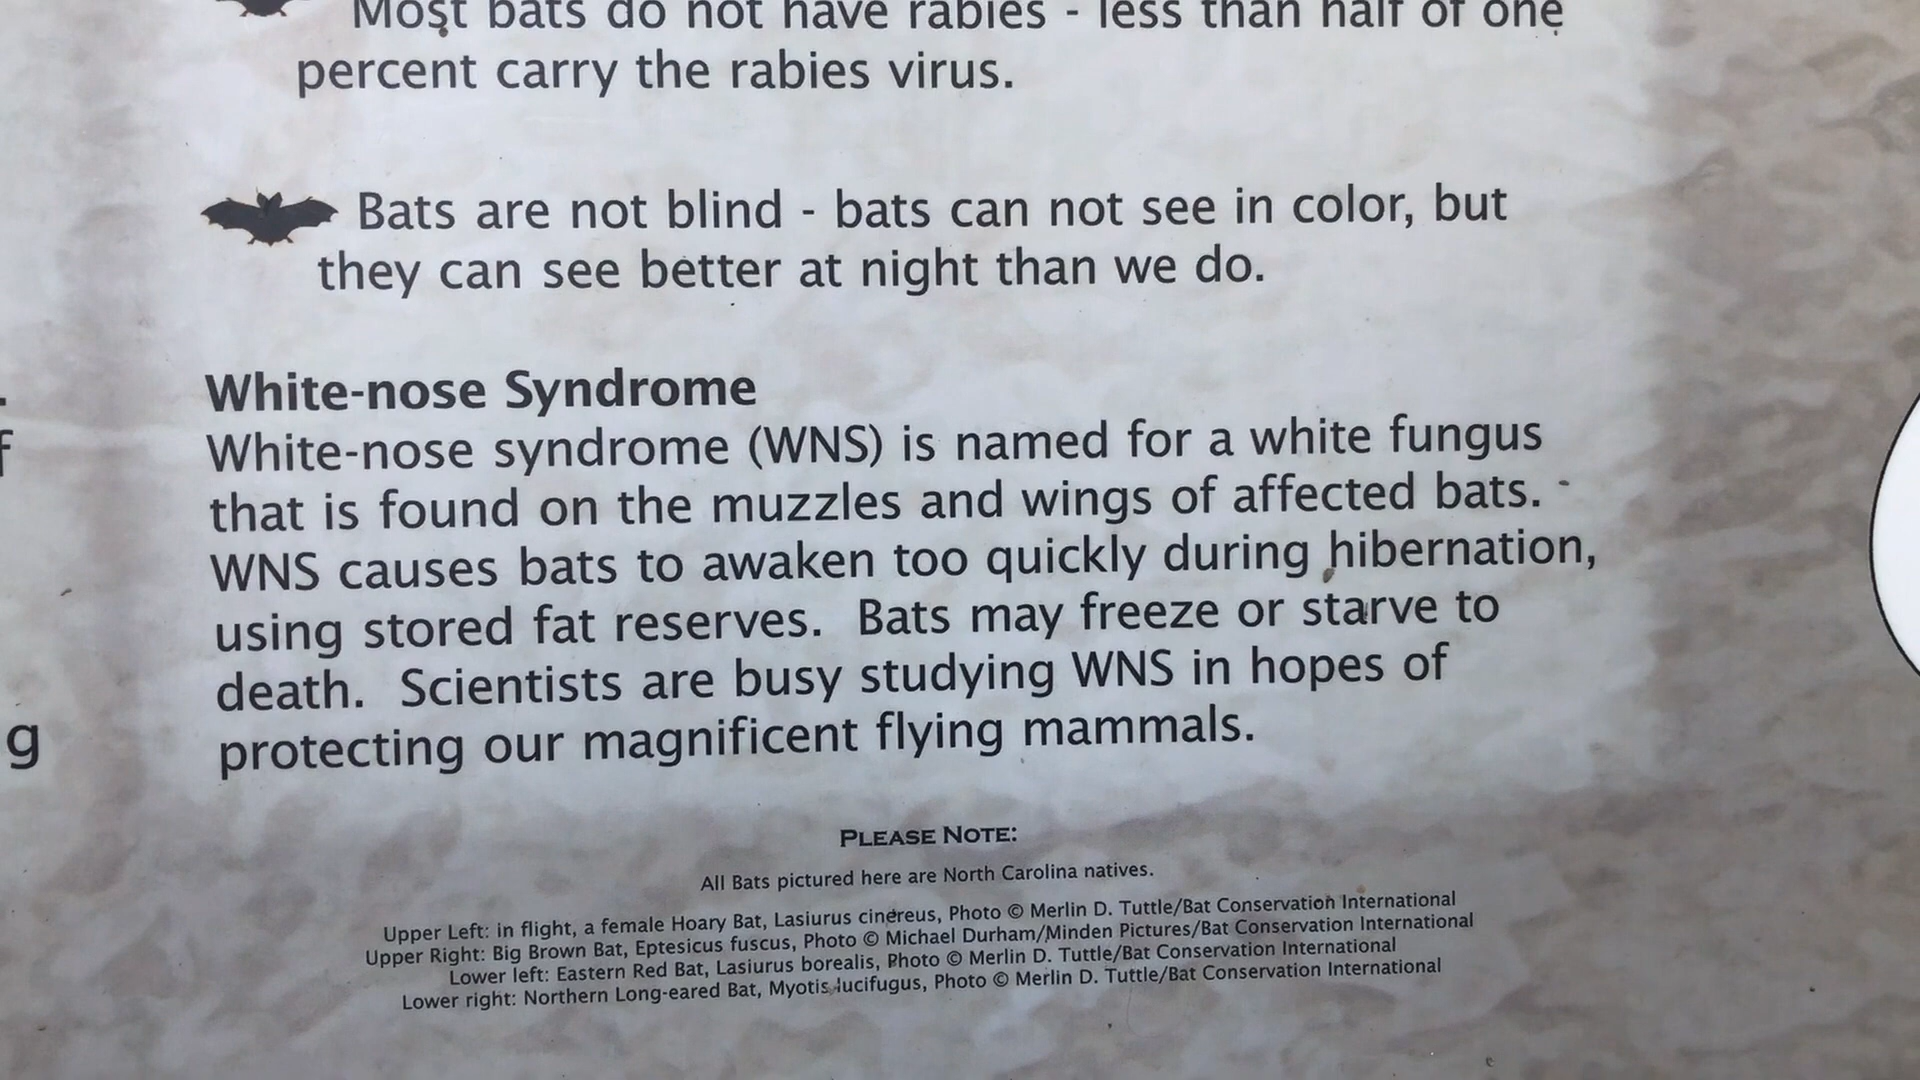 Most bats do not have rabies - less than half of one
percent carry the rabies virus.
Bats are not blind - bats can not see in color, but
they can see better at night than we do.
White-nose Syndrome
White-nose syndrome (WNS) is named for a white fungus
that is found on the muzzles and wings of affected bats.
WNS causes bats to awaken too quickly during hibernation,
using stored fat reserves. Bats may freeze or starve to
death. Scientists are busy studying WNS in hopes of
protecting our magnificent flying mammals.
f
g
PLEASE NOTE:
All Bats pictured here are North Carolina natives.
Upper Left: in flight, a female Hoary Bat, Lasiurus cinereus, Photo © Merlin D. Tuttle/Bat Conservation International
Upper Right: Big Brown Bat, Eptesicus fuscus, Photo © Michael Durham/Minden Pictures/Bat Conservation International
Lower left: Eastern Red Bat, Lasiurus borealis, Photo © Merlin D. Tuttle/Bat Conservation International
Lower right: Northern Long-eared Bat, Myotis lucifugus, Photo © Merlin D. Tuttle/Bat Conservation International